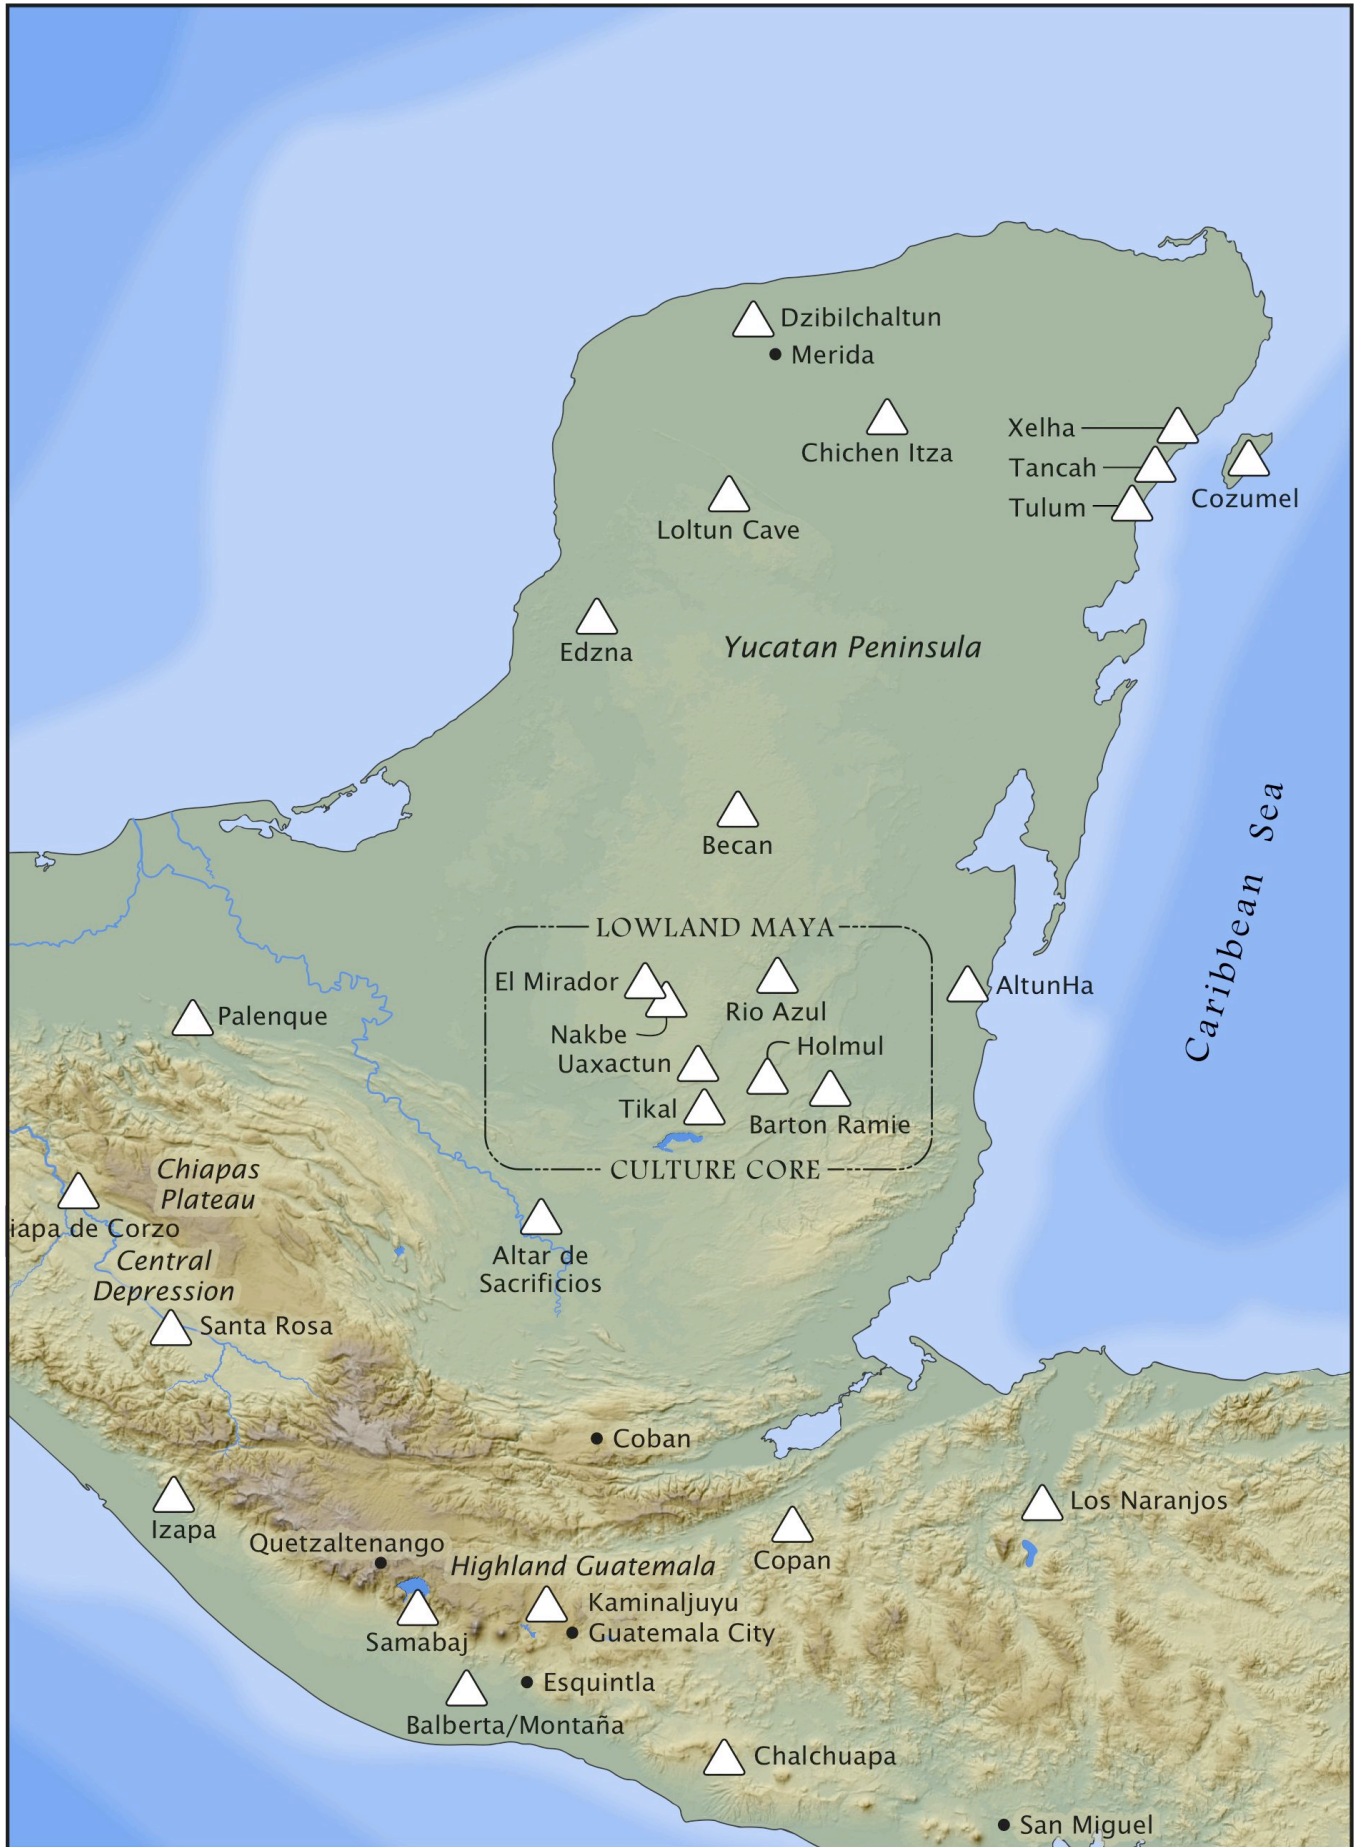 Dzibilchaltun
Merida
Chichen Itza
Xelha
Tancah
Tulum
Cozumel
Loltun Cave
Edzna
Yucatan Peninsula
Becan
Caribbean Sea
LOWLAND MAYA
El Mirador
Rio Azul
AltunHa
Palenque
Nakbe
Holmul
Uaxactun
Tikal
Barton Ramie
CULTURE CORE
Chiapas
Plateau
iapa de Corzo
Central
Depression
Altar de
Sacrificios
Santa Rosa
Coban
Izapa
Los Naranjos
Quetzaltenango
Highland Guatemala
Copan
Kaminaljuyu
Guatemala City
Samabaj
Esquintla
Balberta/Montaña
Chalchuapa
San Miguel